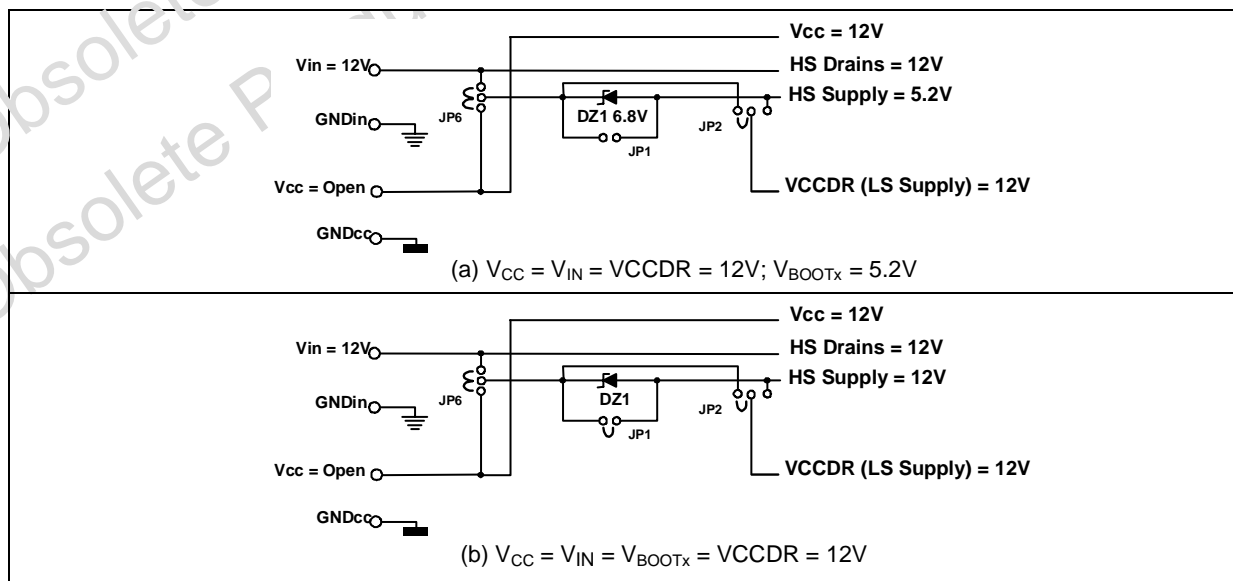 Obsolete
Obsolete P
Vcc = 12V
Vin = 12V
HS Drains = 12V
HS Supply = 5.2V
JP6
DZ1 6.8V
JP2
GNDin
JP1
Vcc = Open
VCCDR (LS Supply) = 12V
GNDcc
(a) VCC = VIN = VCCDR = 12V; VBOOTx = 5.2V
Vcc = 12V
Vin = 12V
HS Drains = 12V
HS Supply = 12V
JP6
DZ1
JP2
GNDin
JP1
Vcc = Open
VCCDR (LS Supply) = 12V
GNDcc
(b) VCC = VIN = VBOOTx = VCCDR = 12V